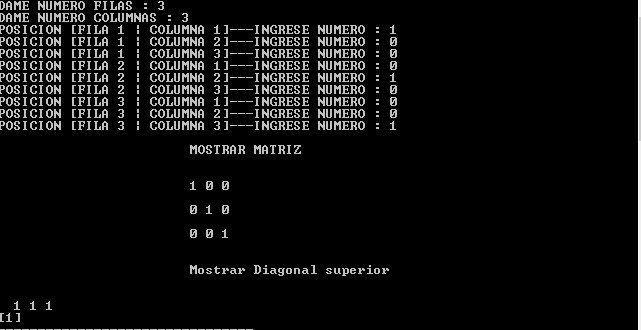 DAME NUMERO FILAS : 3
DAME NUMERO COLUMNAS : 3
POSICION [FILA 1 ¦ COLUMNA 1]---INGRESE NUMERO : 1
POSICION [FILA 1 ¦ COLUMNA 2]---INGRESE NUMERO : 0
POSICION [FILA 1 ¦ COLUMNA 3]---INGRESE NUMERO : 0
POSICION [FILA 2 ¦ COLUMNA 1]---INGRESE NUMERO : 0
POSICION [FILA 2 ¦ COLUMNA 2]---INGRESE NUMERO : 1
POSICION [FILA 2 ¦ COLUMNA 3]---INGRESE NUMERO : 0
POSICION [FILA 3 ¦ COLUMNA 1]---INGRESE NUMERO : 0
POSICION [FILA 3 ¦ COLUMNA 2]---INGRESE NUMERO : 0
POSICION [FILA 3 ¦ COLUMNA 3]---INGRESE NUMERO : 1
MOSTRAR MATRIZ
1 0 0
0 1 0
0 0 1
Mostrar Diagonal superior
1 1 1
[1]
--------------------------------